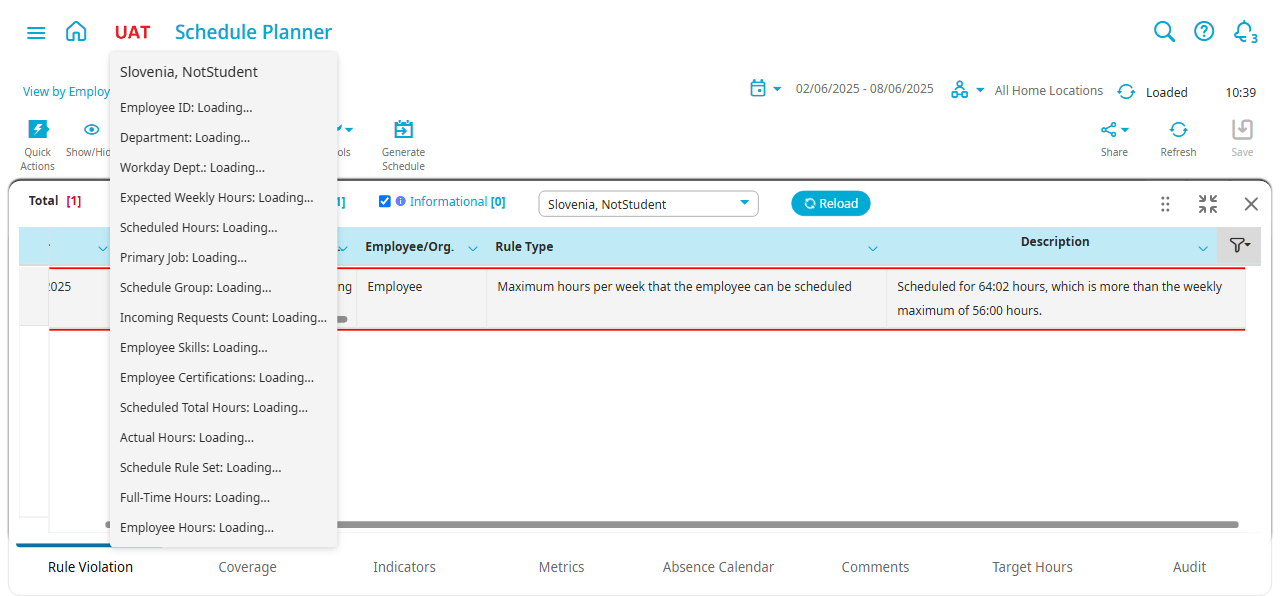 UAT
Schedule Planner
3
View by Employ
02/06/2025 - 08/06/2025
All Home Locations
Loaded
10:39
Quick Actions
Show/Hid
ols
Generate Schedule
Share
Refresh
Save
Slovenia, NotStudent
Employee ID: Loading...
Department: Loading...
Workday Dept.: Loading...
Expected Weekly Hours: Loading...
Scheduled Hours: Loading...
Primary Job: Loading...
Schedule Group: Loading...
Incoming Requests Count: Loading...
Employee Skills: Loading...
Employee Certifications: Loading...
Scheduled Total Hours: Loading...
Actual Hours: Loading...
Schedule Rule Set: Loading...
Full-Time Hours: Loading...
Employee Hours: Loading...
Total [1]
1]
Informational [0]
Slovenia, NotStudent
Reload
Employee/Org.
Rule Type
Description
2025
ng
Employee
Maximum hours per week that the employee can be scheduled
Scheduled for 64:02 hours, which is more than the weekly
maximum of 56:00 hours.
Rule Violation
Coverage
Indicators
Metrics
Absence Calendar
Comments
Target Hours
Audit